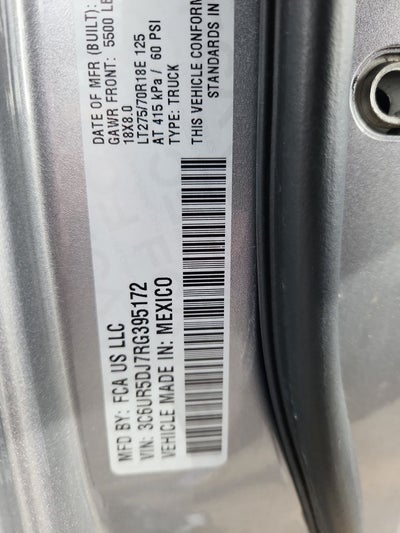 DATE OF MFR (BUILT):
GAWR FRONT: 5500 LB
18X8.0
LT275/70R18E 125
AT 415 kPa / 60 PSI
TYPE: TRUCK
THIS VEHICLE CONFORM
STANDARDS IN
MFD BY: FCA US LLC
VIN: 3C6UR5DJ7RG395172
VEHICLE MADE IN: MEXICO